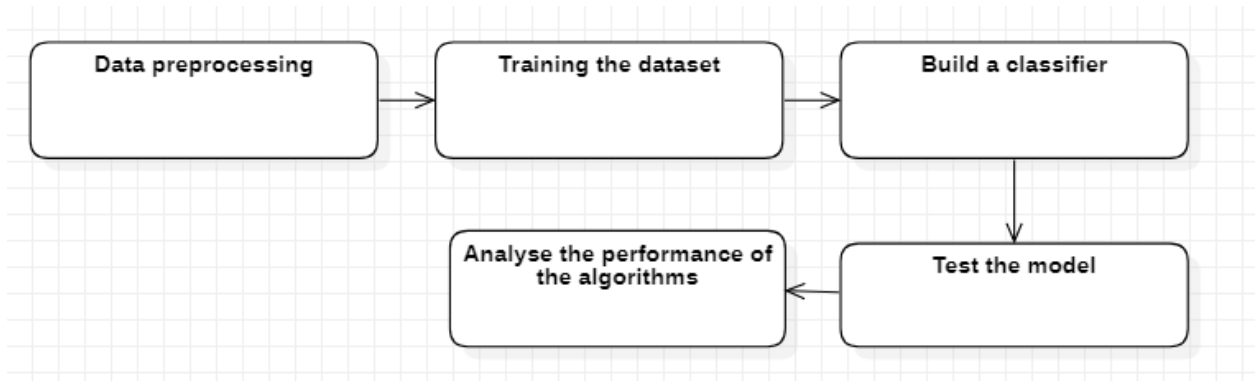 Data preprocessing
Training the dataset
Build a classifier
Test the model
Analyse the performance of
the algorithms